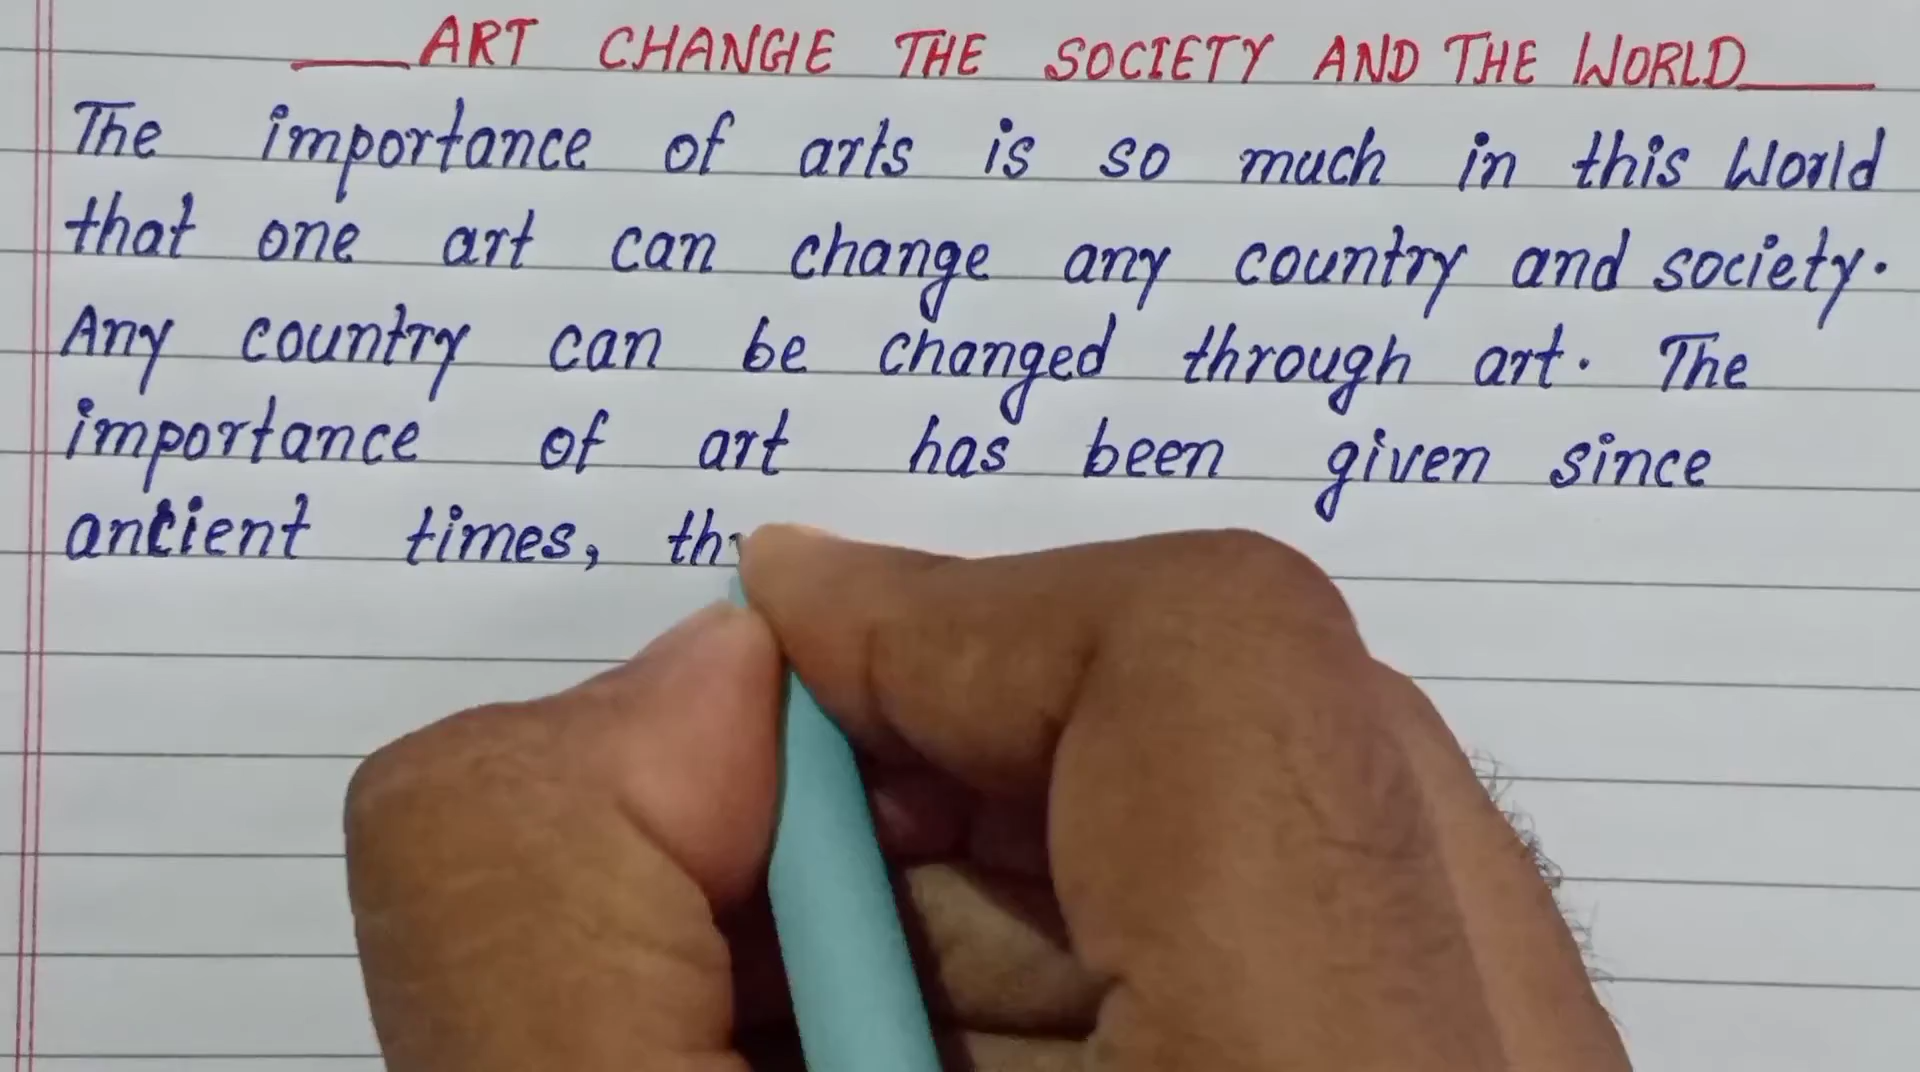 ART CHANGE THE SOCIETY AND THE WORLD
The importance of arts is so much in this World
that one art can change any country and society.
Any country can be changed through art. The
importance of art has been given since
ancient times,